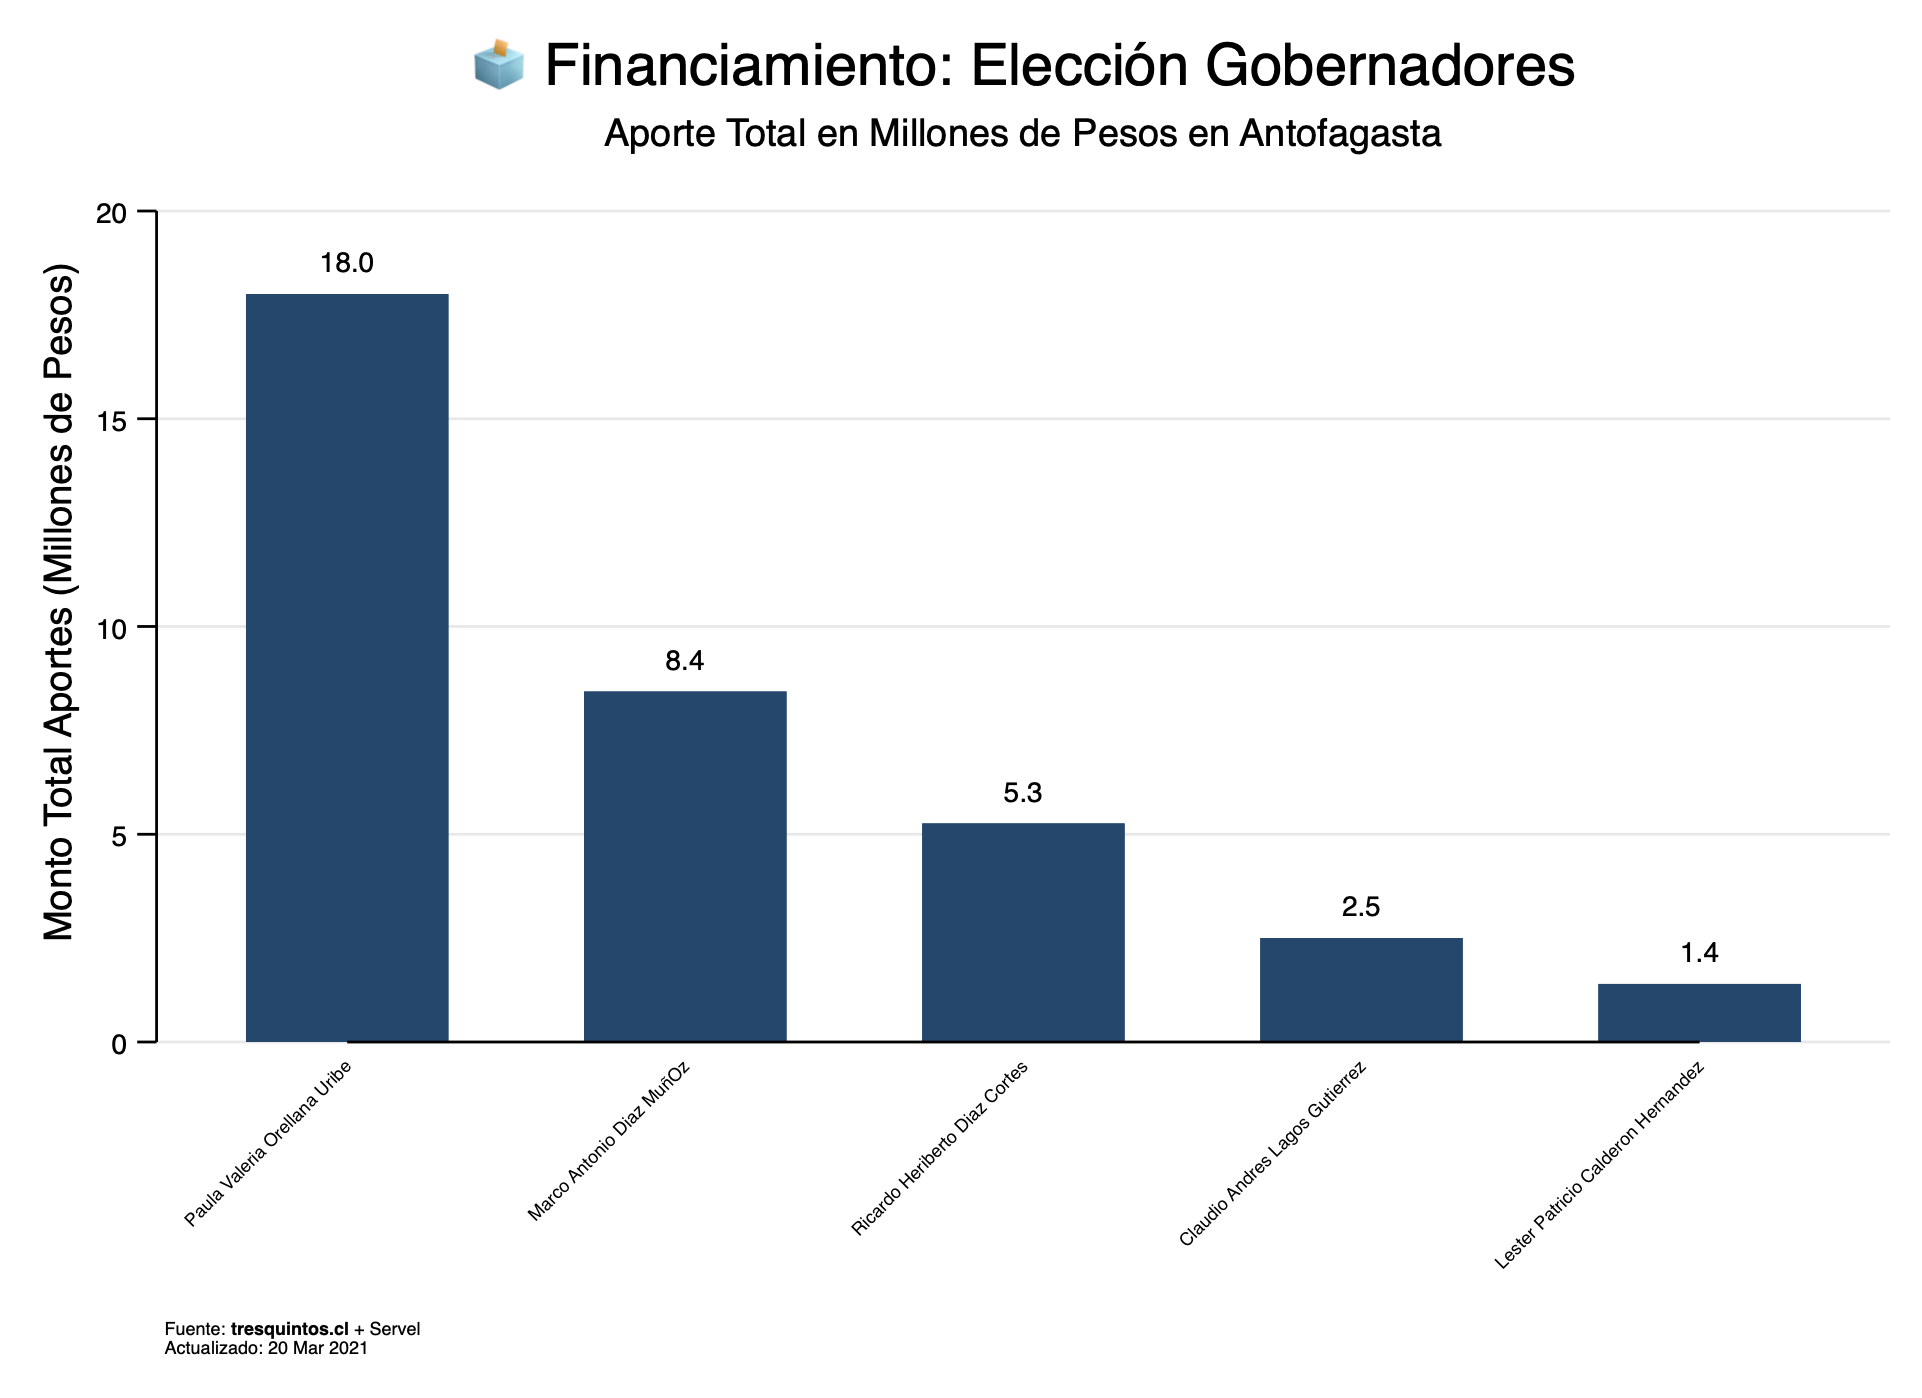 Financiamiento: Elección Gobernadores
Aporte Total en Millones de Pesos en Antofagasta
Monto Total Aportes (Millones de Pesos)
20
15
10
5
0
18.0
8.4
5.3
2.5
1.4
Paula Valeria Orellana Uribe
Marco Antonio Diaz MuñOz
Ricardo Heriberto Diaz Cortes
Claudio Andres Lagos Gutierrez
Lester Patricio Calderon Hernandez
Fuente: tresquintos.cl + Servel
Actualizado: 20 Mar 2021